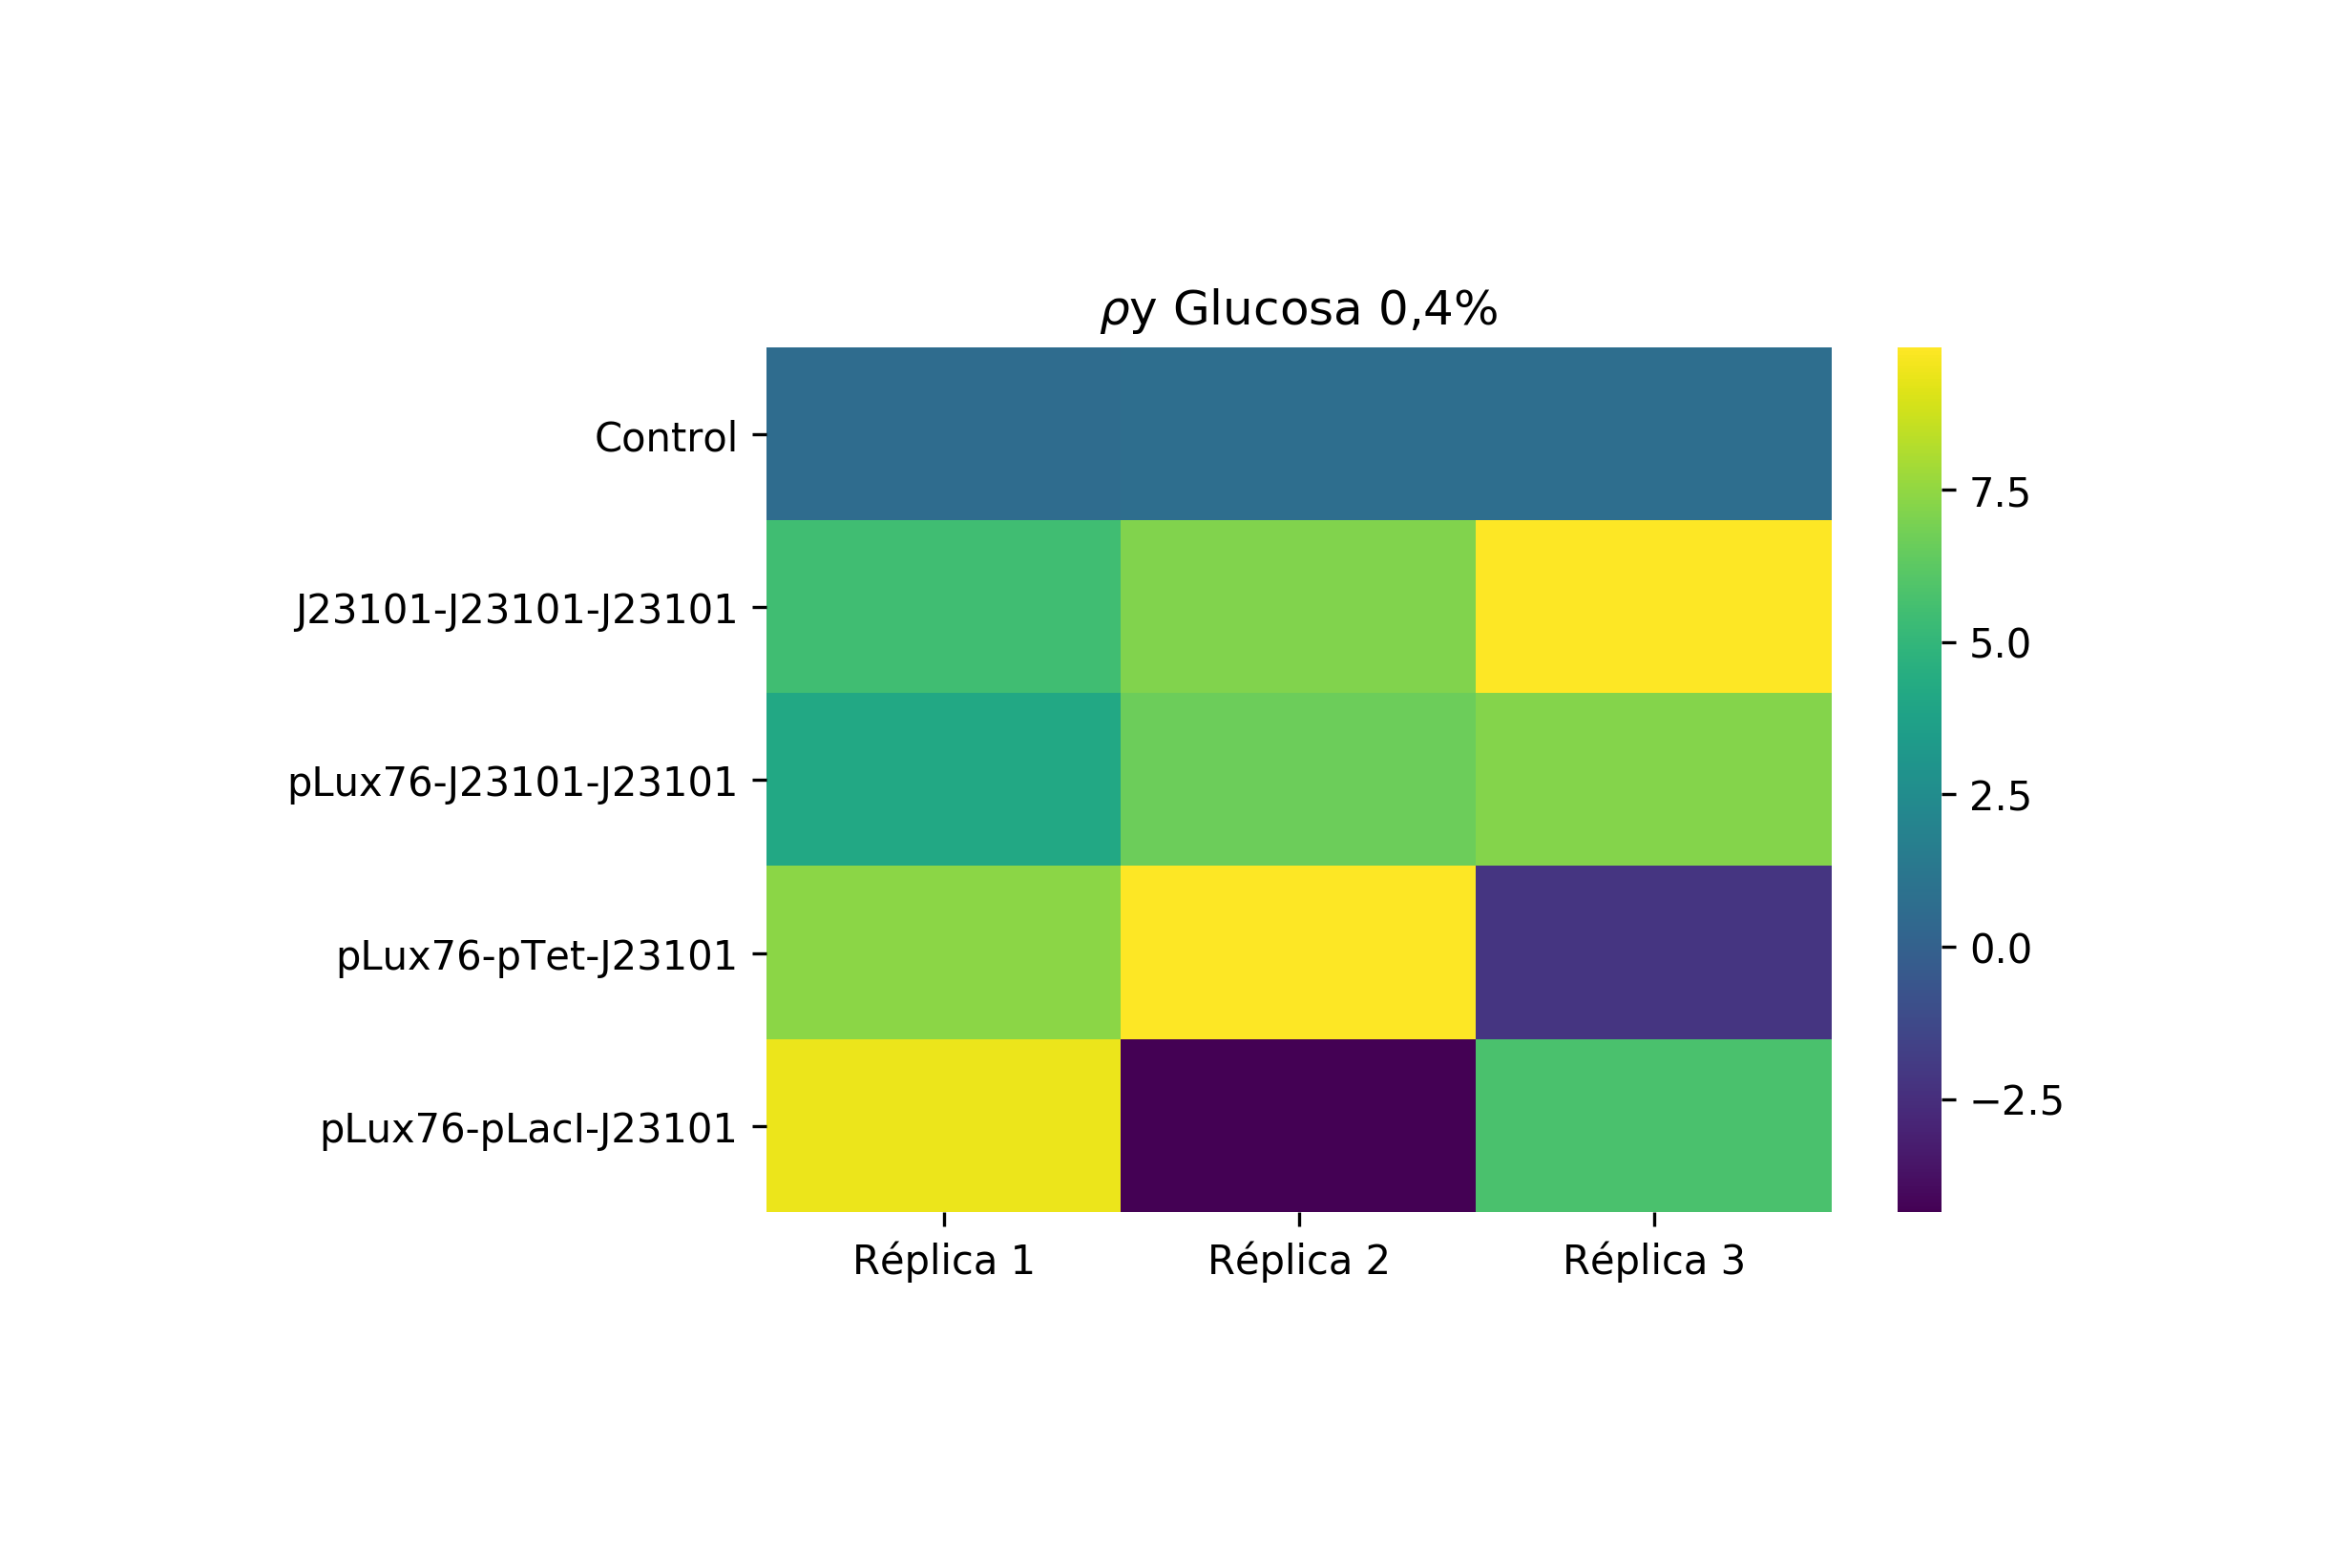 ρy Glucosa 0,4%
Control
J23101-J23101-J23101
pLux76-J23101-J23101
pLux76-pTet-J23101
pLux76-pLacI-J23101
Réplica 1
Réplica 2
Réplica 3
7.5
5.0
2.5
0.0
−2.5